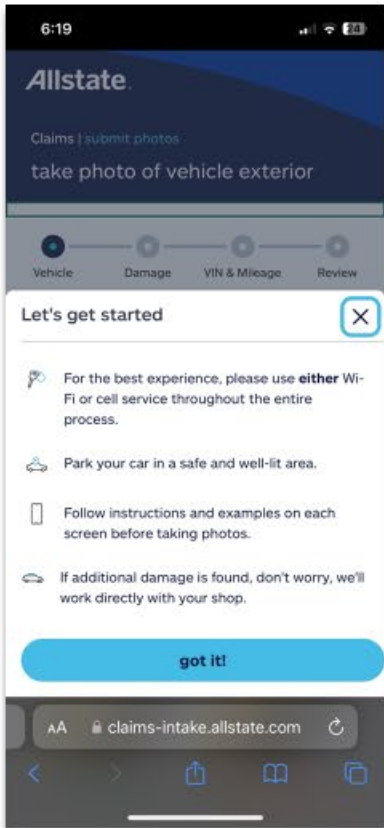 6:19
24
Allstate.
Claims | submit photos
take photo of vehicle exterior
Vehicle Damage VIN & Mileage Review
Let's get started
For the best experience, please use either Wi-
Fi or cell service throughout the entire
process.
Park your car in a safe and well-lit area.
Follow instructions and examples on each
screen before taking photos.
If additional damage is found, don't worry, we'll
work directly with your shop.
got it!
AA claims-intake.allstate.com